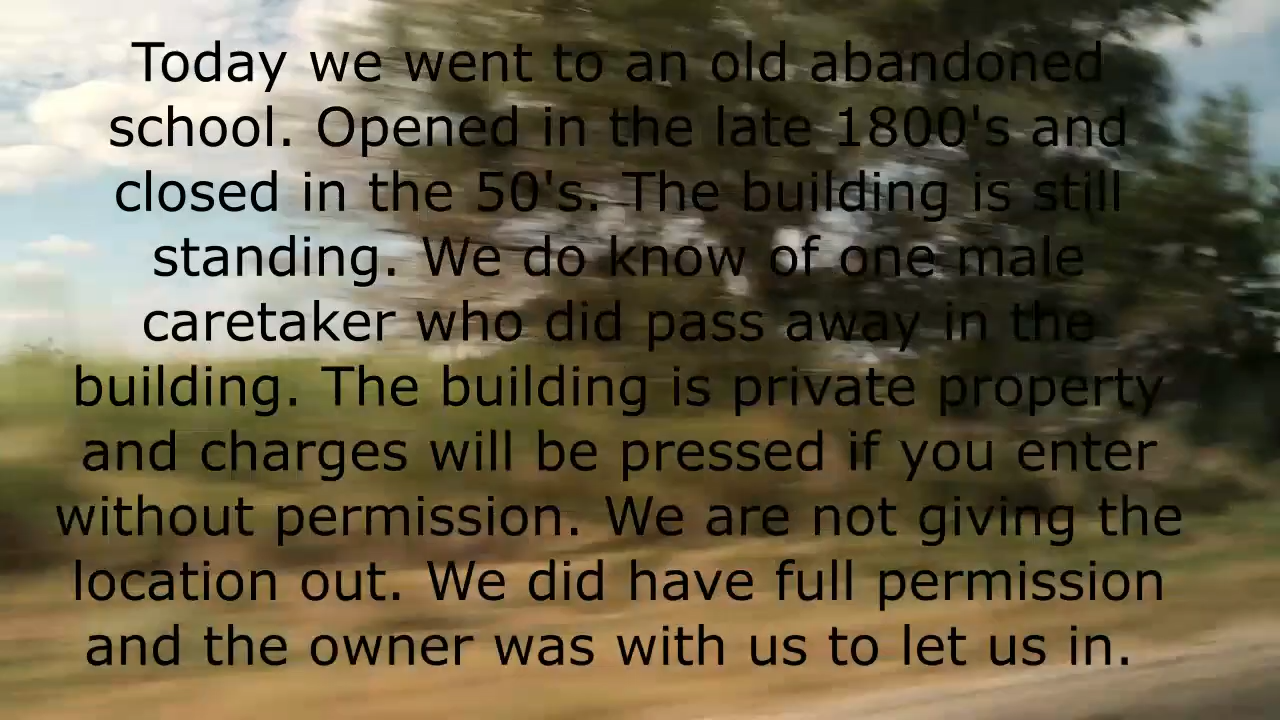 Today we went to an old abandoned
school. Opened in the late 1800's and
closed in the 50's. The building is still
standing. We do know of one male
caretaker who did pass away in the
building. The building is private property
and charges will be pressed if you enter
without permission. We are not giving the
location out. We did have full permission
and the owner was with us to let us in.